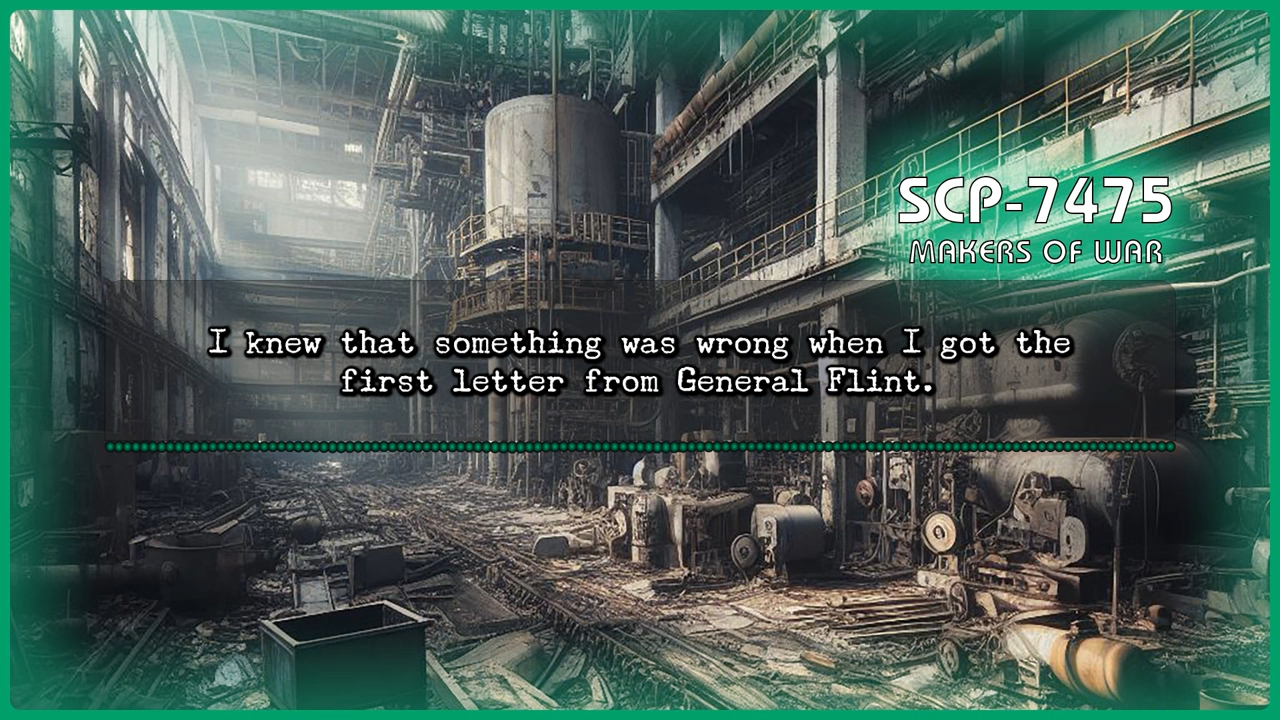 SCP-7475
MAKERS OF WAR
I knew that something was wrong when I got the
first letter from General Flint.